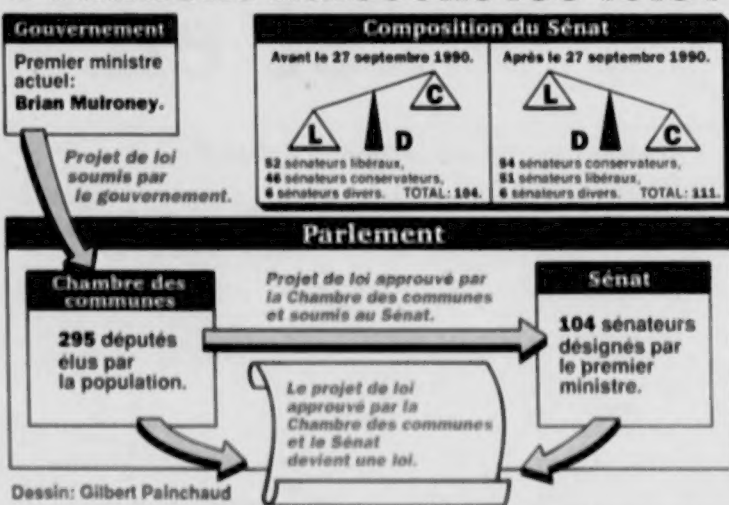 Gouvernement
Premier ministre
actuel:
Brian Mulroney.
Projet de loi
soumis par
le gouvernement.
Composition du Sénat
Avant le 27 septembre 1990.
L
C
D
52 sénateurs libéraux,
46 sénateurs conservateurs,
6 sénateurs divers. TOTAL: 104.
Après le 27 septembre 1990.
L
D
C
54 sénateurs conservateurs,
51 sénateurs libéraux,
6 sénateurs divers. TOTAL: 111.
Parlement
Chambre des
communes
295 députés
élus par
la population.
Projet de loi approuvé par
la Chambre des communes
et soumis au Sénat.
Sénat
104 sénateurs
désignés par
le premier
ministre.
Le projet de loi
approuvé par la
Chambre des communes
et le Sénat
devient une loi.
Dessin: Gilbert Painchaud